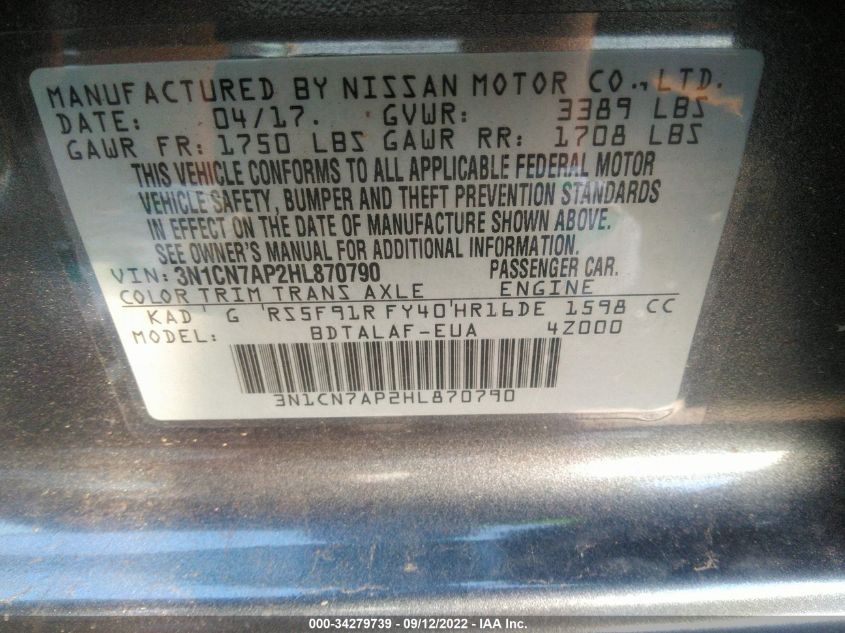 MANUFACTURED BY NISSAN MOTOR CO., LTD.
DATE: 04/17. GVWR: 3389 LBS
GAWR FR: 1750 LBS GAWR RR: 1708 LBS
THIS VEHICLE CONFORMS TO ALL APPLICABLE FEDERAL MOTOR
VEHICLE SAFETY, BUMPER AND THEFT PREVENTION STANDARDS
IN EFFECT ON THE DATE OF MANUFACTURE SHOWN ABOVE.
SEE OWNER'S MANUAL FOR ADDITIONAL INFORMATION.
VIN: 3N1CN7AP2HL870790 PASSENGER CAR.
COLOR TRIM TRANS AXLE ENGINE
KAD G RS5F91R FY40 HR16DE 1598 CC
MODEL: BDTALAF-EUA 4Z000
3N1CN7AP2HL870790
000-34279739 - 09/12/2022 - IAA Inc.